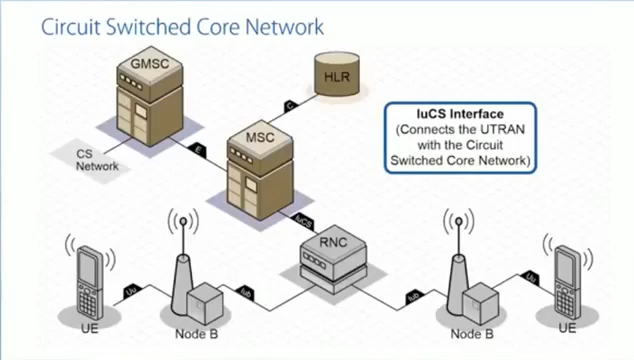 Circuit Switched Core Network
GMSC
HLR
C
IuCS Interface
(Connects the UTRAN
with the Circuit
Switched Core Network)
MSC
E
CS
Network
IuCS
RNC
Uu
Iub
Iub
Uu
UE
Node B
Node B
UE